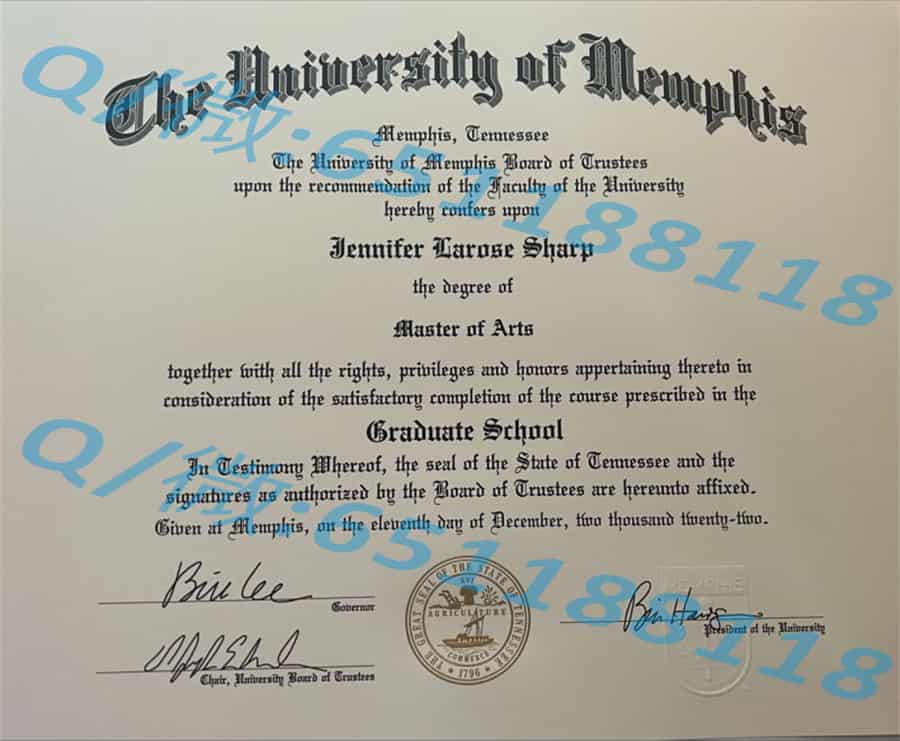 The University of Memphis
Memphis, Tennessee
The University of Memphis Board of Trustees
upon the recommendation of the Faculty of the University
hereby confers upon
Jennifer Larose Sharp
the degree of
Master of Arts
together with all the rights, privileges and honors appertaining thereto in
consideration of the satisfactory completion of the course prescribed in the
Graduate School
In Testimony Whereof, the seal of the State of Tennessee and the
signatures as authorized by the Board of Trustees are hereunto affixed.
Given at Memphis, on the eleventh day of December, two thousand twenty-two.
Bill Lee
Governor
Chair, University Board of Trustees
THE GREAT SEAL OF THE STATE OF TENNESSEE
XVI
AGRICULTURE
COMMERCE
1796
MEMPHIS
President of the University
Q/微:651188118
Q/微:651188118